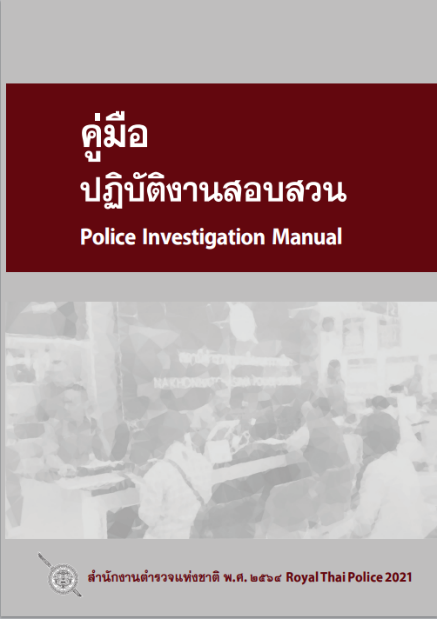 คู่มือ
ปฏิบัติงานสอบสวน
Police Investigation Manual
สำนักงานตำรวจแห่งชาติ พ.ศ. ๒๕๖๔ Royal Thai Police 2021